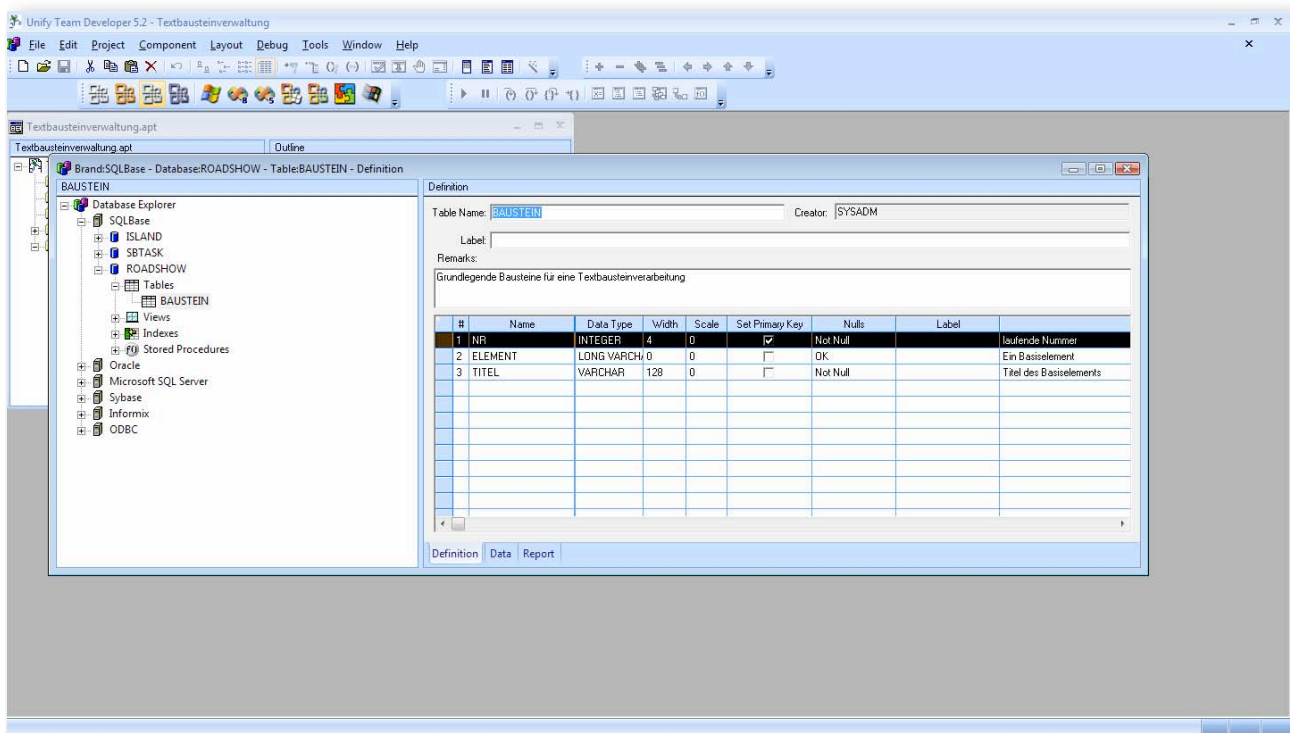 Unify Team Developer 5.2 - Textbausteinverwaltung
File Edit Project Component Layout Debug Tools Window Help
Textbausteinverwaltung.apt
Textbausteinverwaltung.apt Outline
Brand:SQLBase - Database:ROADSHOW - Table:BAUSTEIN - Definition
BAUSTEIN
Database Explorer
SQLBase
ISLAND
SBTASK
ROADSHOW
Tables
BAUSTEIN
Views
Indexes
Stored Procedures
Oracle
Microsoft SQL Server
Sybase
Informix
ODBC
Definition
Table Name: BAUSTEIN Creator: SYSADM
Label:
Remarks:
Grundlegende Bausteine für eine Textbausteinverarbeitung
# Name Data Type Width Scale Set Primary Key Nulls Label
1 NR INTEGER 4 0 Not Null laufende Nummer
2 ELEMENT LONG VARCHA 0 0 OK Ein Basiselement
3 TITEL VARCHAR 128 0 Not Null Titel des Basiselements
Definition Data Report